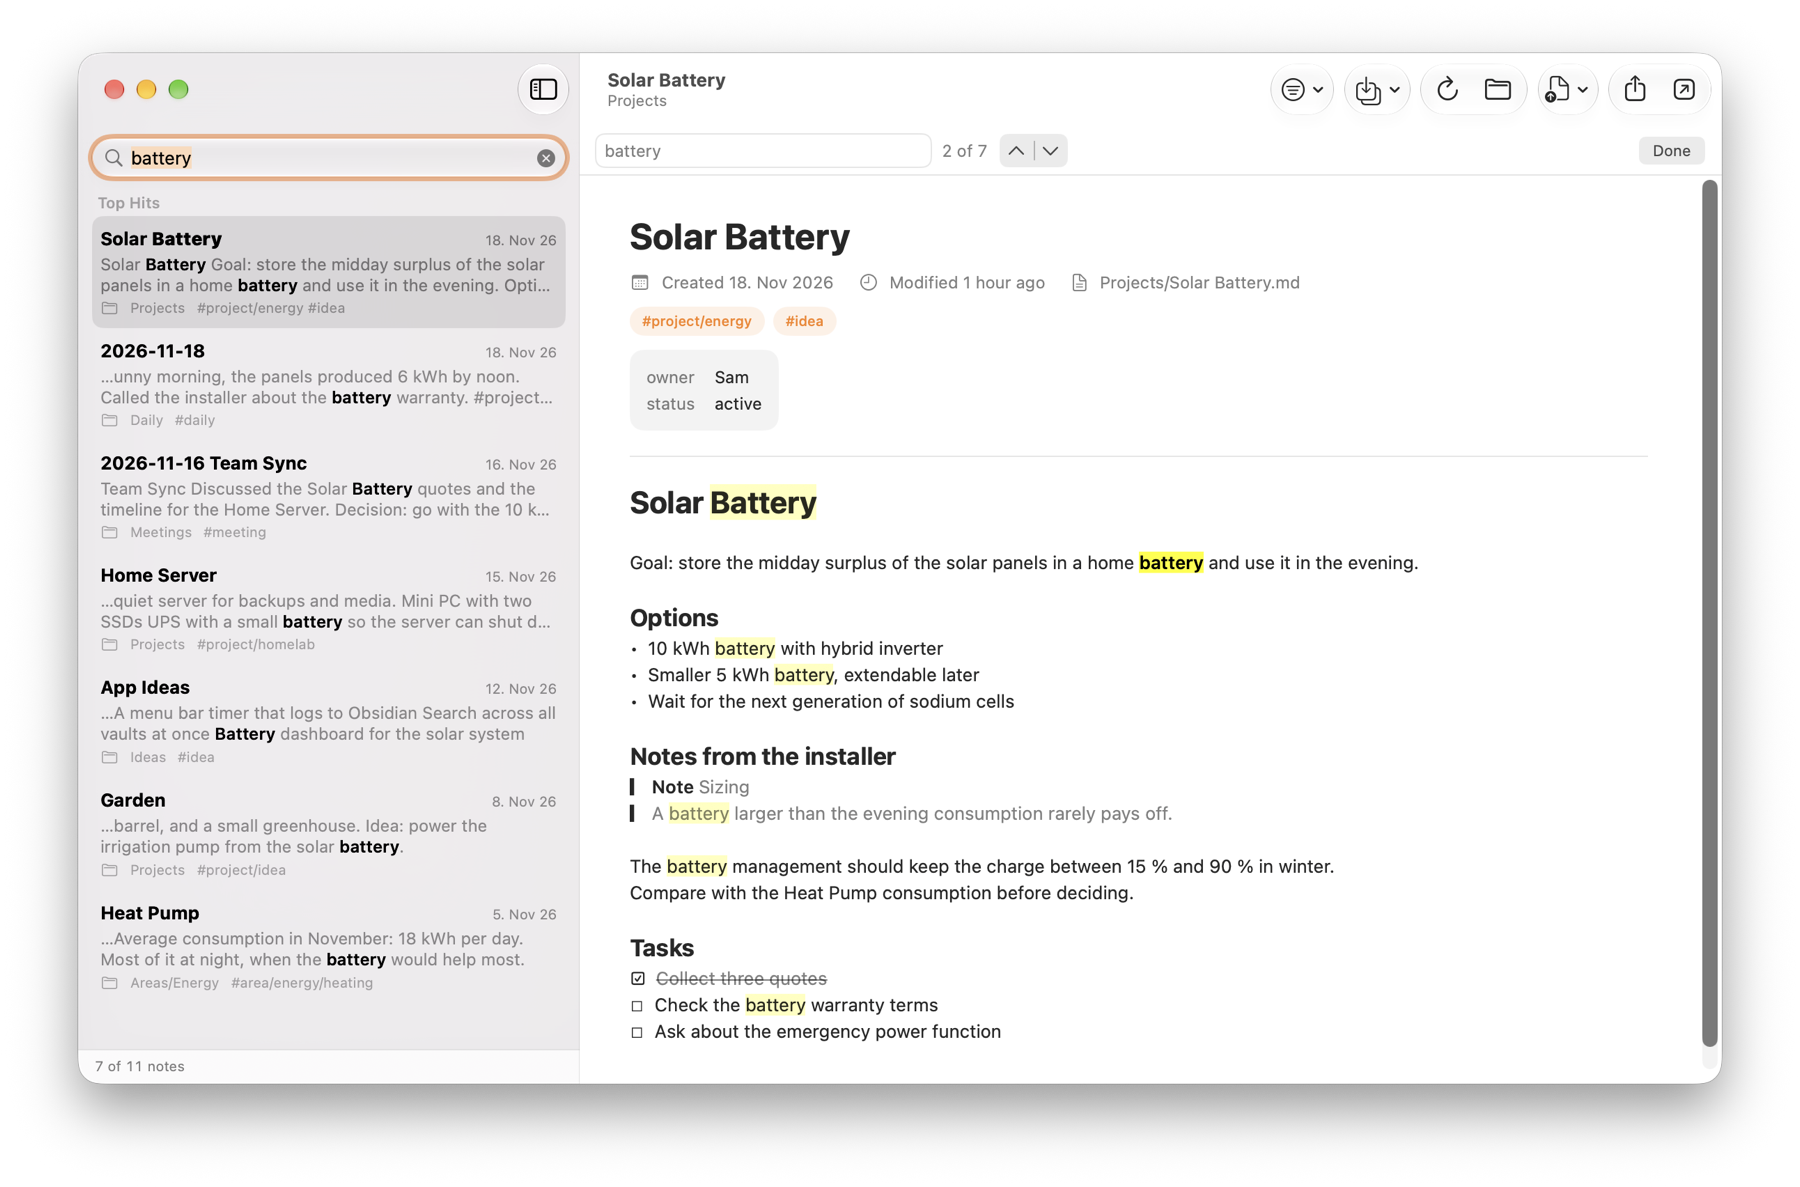 battery
Top Hits
Solar Battery 18. Nov 26
Solar Battery Goal: store the midday surplus of the solar
panels in a home battery and use it in the evening. Opti...
Projects #project/energy #idea
2026-11-18 18. Nov 26
...unny morning, the panels produced 6 kWh by noon.
Called the installer about the battery warranty. #project...
Daily #daily
2026-11-16 Team Sync 16. Nov 26
Team Sync Discussed the Solar Battery quotes and the
timeline for the Home Server. Decision: go with the 10 k...
Meetings #meeting
Home Server 15. Nov 26
...quiet server for backups and media. Mini PC with two
SSDs UPS with a small battery so the server can shut d...
Projects #project/homelab
App Ideas 12. Nov 26
...A menu bar timer that logs to Obsidian Search across all
vaults at once Battery dashboard for the solar system
Ideas #idea
Garden 8. Nov 26
...barrel, and a small greenhouse. Idea: power the
irrigation pump from the solar battery.
Projects #project/idea
Heat Pump 5. Nov 26
...Average consumption in November: 18 kWh per day.
Most of it at night, when the battery would help most.
Areas/Energy #area/energy/heating
7 of 11 notes
Solar Battery
Projects
battery 2 of 7 Done
Solar Battery
Created 18. Nov 2026 Modified 1 hour ago Projects/Solar Battery.md
#project/energy #idea
owner Sam
status active
Solar Battery
Goal: store the midday surplus of the solar panels in a home battery and use it in the evening.
Options
• 10 kWh battery with hybrid inverter
• Smaller 5 kWh battery, extendable later
• Wait for the next generation of sodium cells
Notes from the installer
Note Sizing
A battery larger than the evening consumption rarely pays off.
The battery management should keep the charge between 15 % and 90 % in winter.
Compare with the Heat Pump consumption before deciding.
Tasks
Collect three quotes
Check the battery warranty terms
Ask about the emergency power function